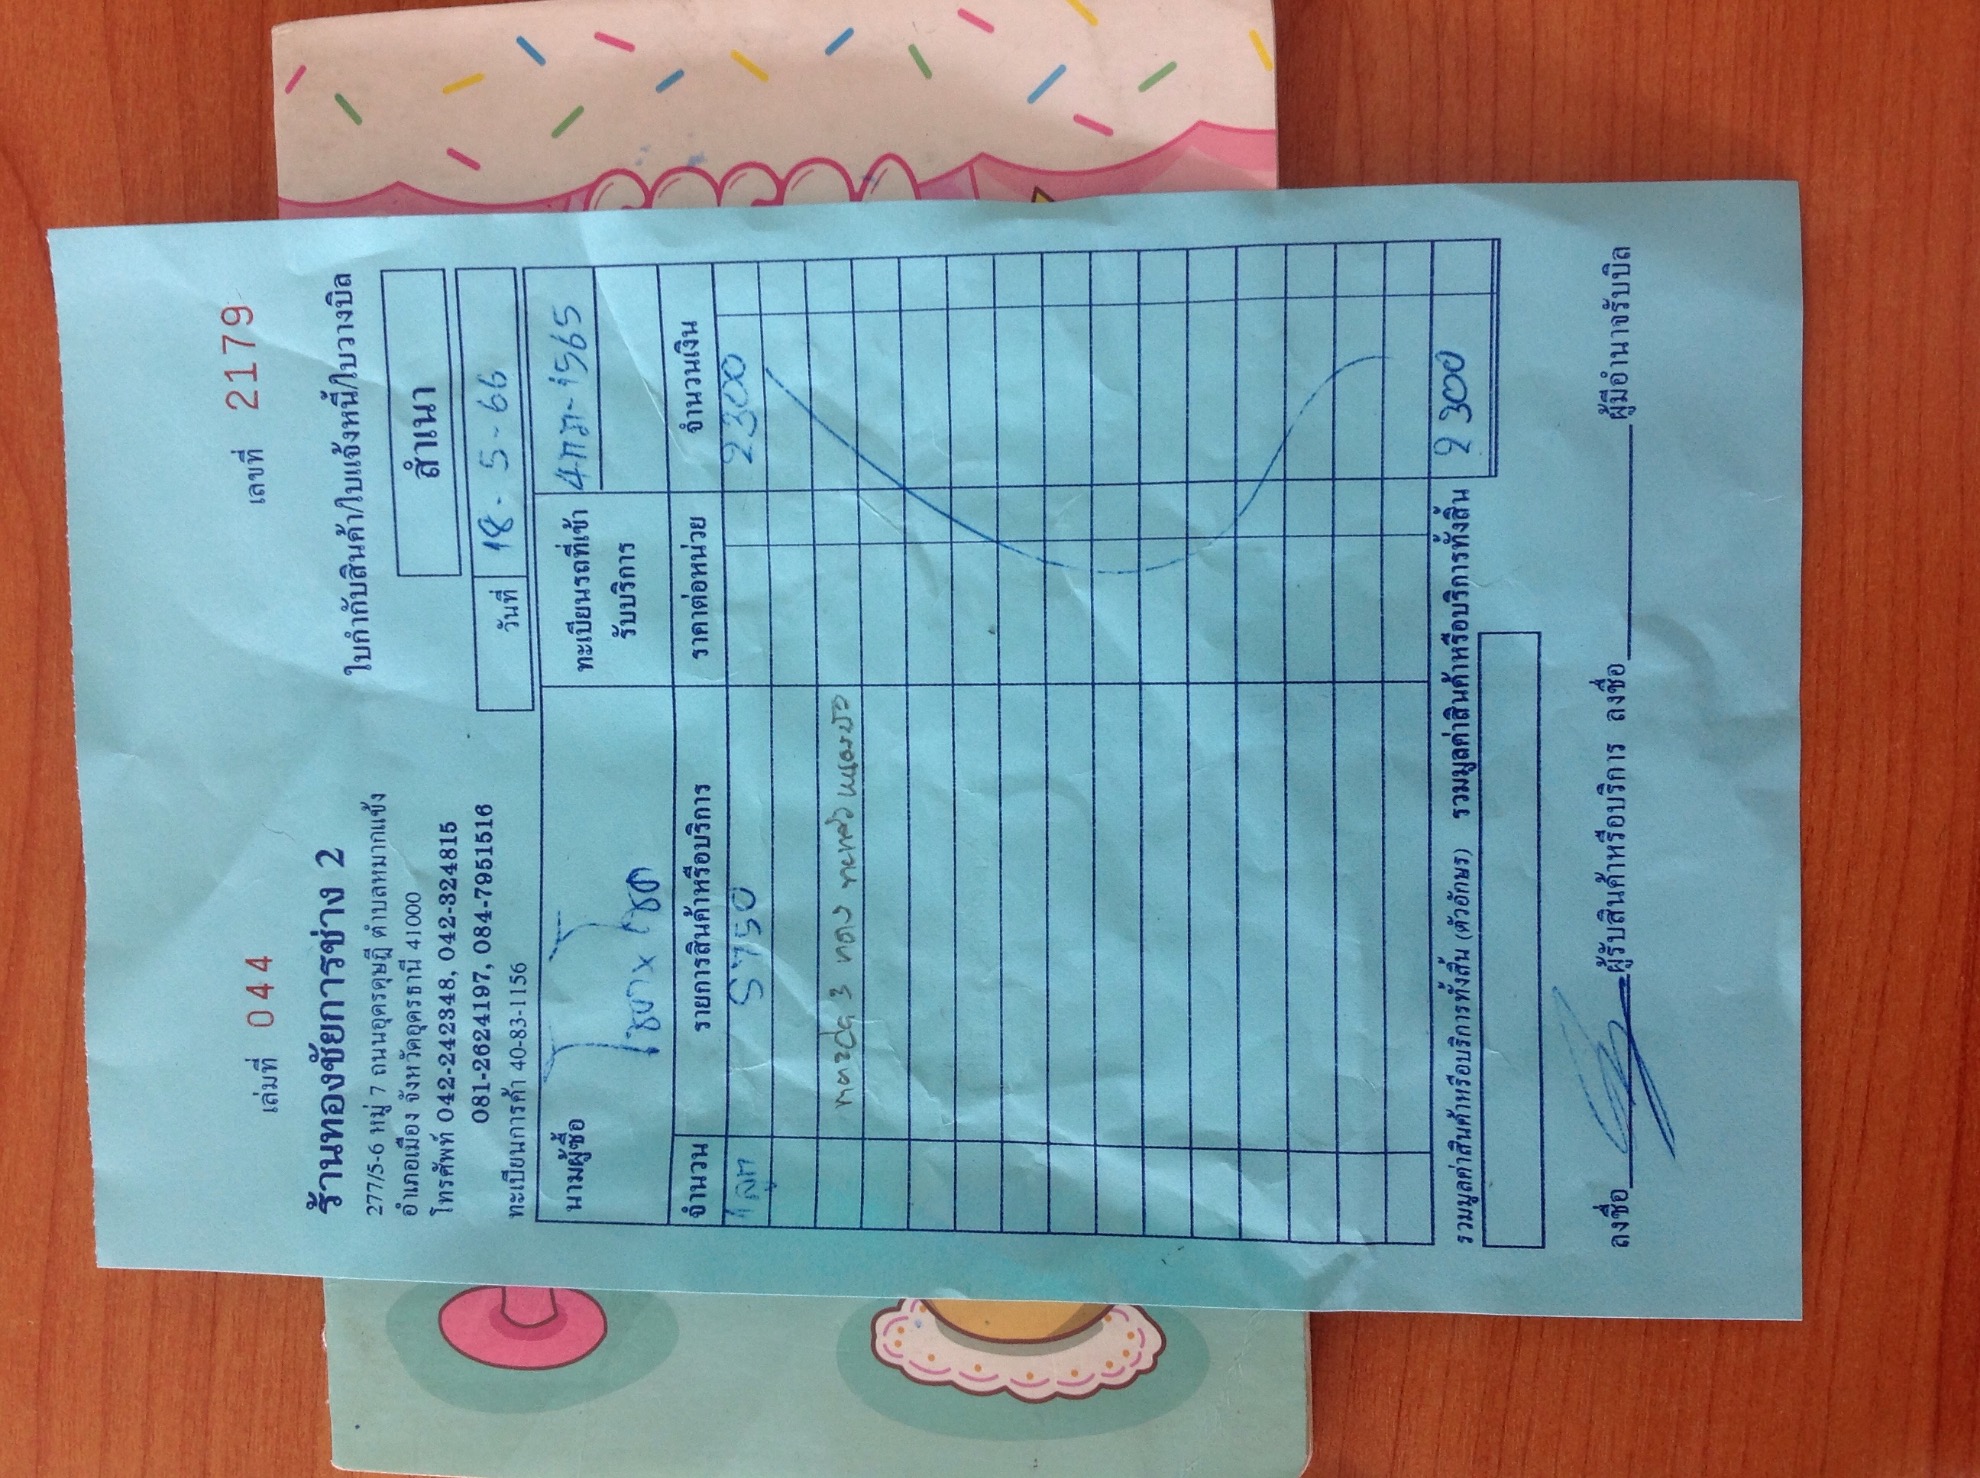 เล่มที่ 044 เลขที่ 2179
ร้านทองชัยการช่าง 2
ใบกำกับสินค้า/ใบแจ้งหนี้/ใบวางบิล
277/5-6 หมู่ 7 ถนนอุดรดุษฎี ตำบลหมากแข้ง
อำเภอเมือง จังหวัดอุดรธานี 41000
สำเนา
โทรศัพท์ 042-242348, 042-324815
081-2624197, 084-7951516
วันที่ 18-5-66
ทะเบียนการค้า 40-83-1156
นามผู้ซื้อ
ทะเบียนรถที่เข้ารับบริการ
จำนวน รายการสินค้าหรือบริการ ราคาต่อหน่วย จำนวนเงิน
1 ลูก 2300
mazda 3
รวมมูลค่าสินค้าหรือบริการทั้งสิ้น (ตัวอักษร) รวมมูลค่าสินค้าหรือบริการทั้งสิ้น 2300
ลงชื่อ ผู้รับสินค้าหรือบริการ ลงชื่อ ผู้มีอำนาจรับบิล